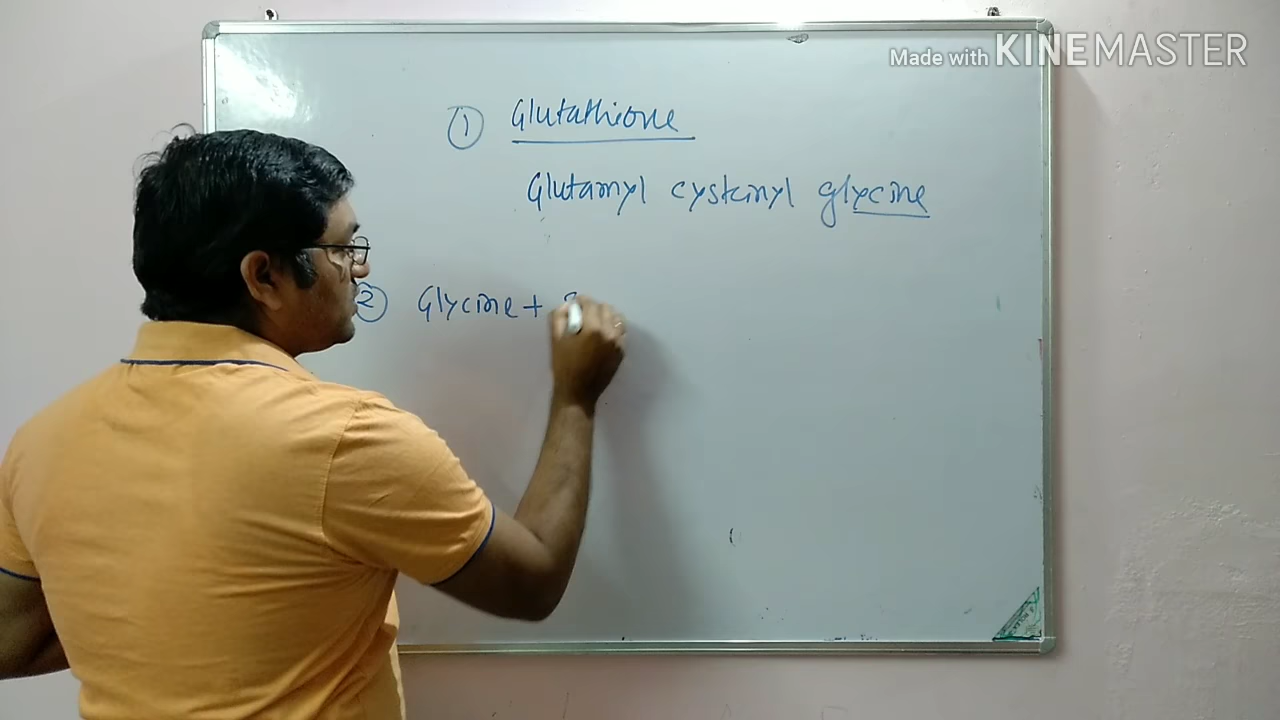 Made with KINEMASTER
① Glutathione
Glutamyl cysteinyl glycine
② Glycine +